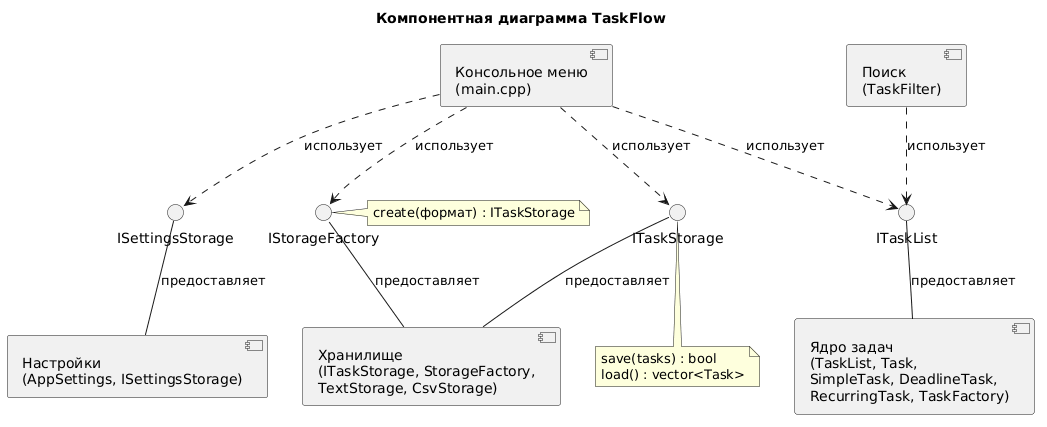 Компонентная диаграмма TaskFlow
Консольное меню
(main.cpp)
Поиск
(TaskFilter)
использует
использует
использует
использует
использует
create(формат) : ITaskStorage
ISettingsStorage
IStorageFactory
ITaskStorage
ITaskList
предоставляет
предоставляет
предоставляет
предоставляет
Настройки
(AppSettings, ISettingsStorage)
Хранилище
(ITaskStorage, StorageFactory,
TextStorage, CsvStorage)
save(tasks) : bool
load() : vector<Task>
Ядро задач
(TaskList, Task,
SimpleTask, DeadlineTask,
RecurringTask, TaskFactory)